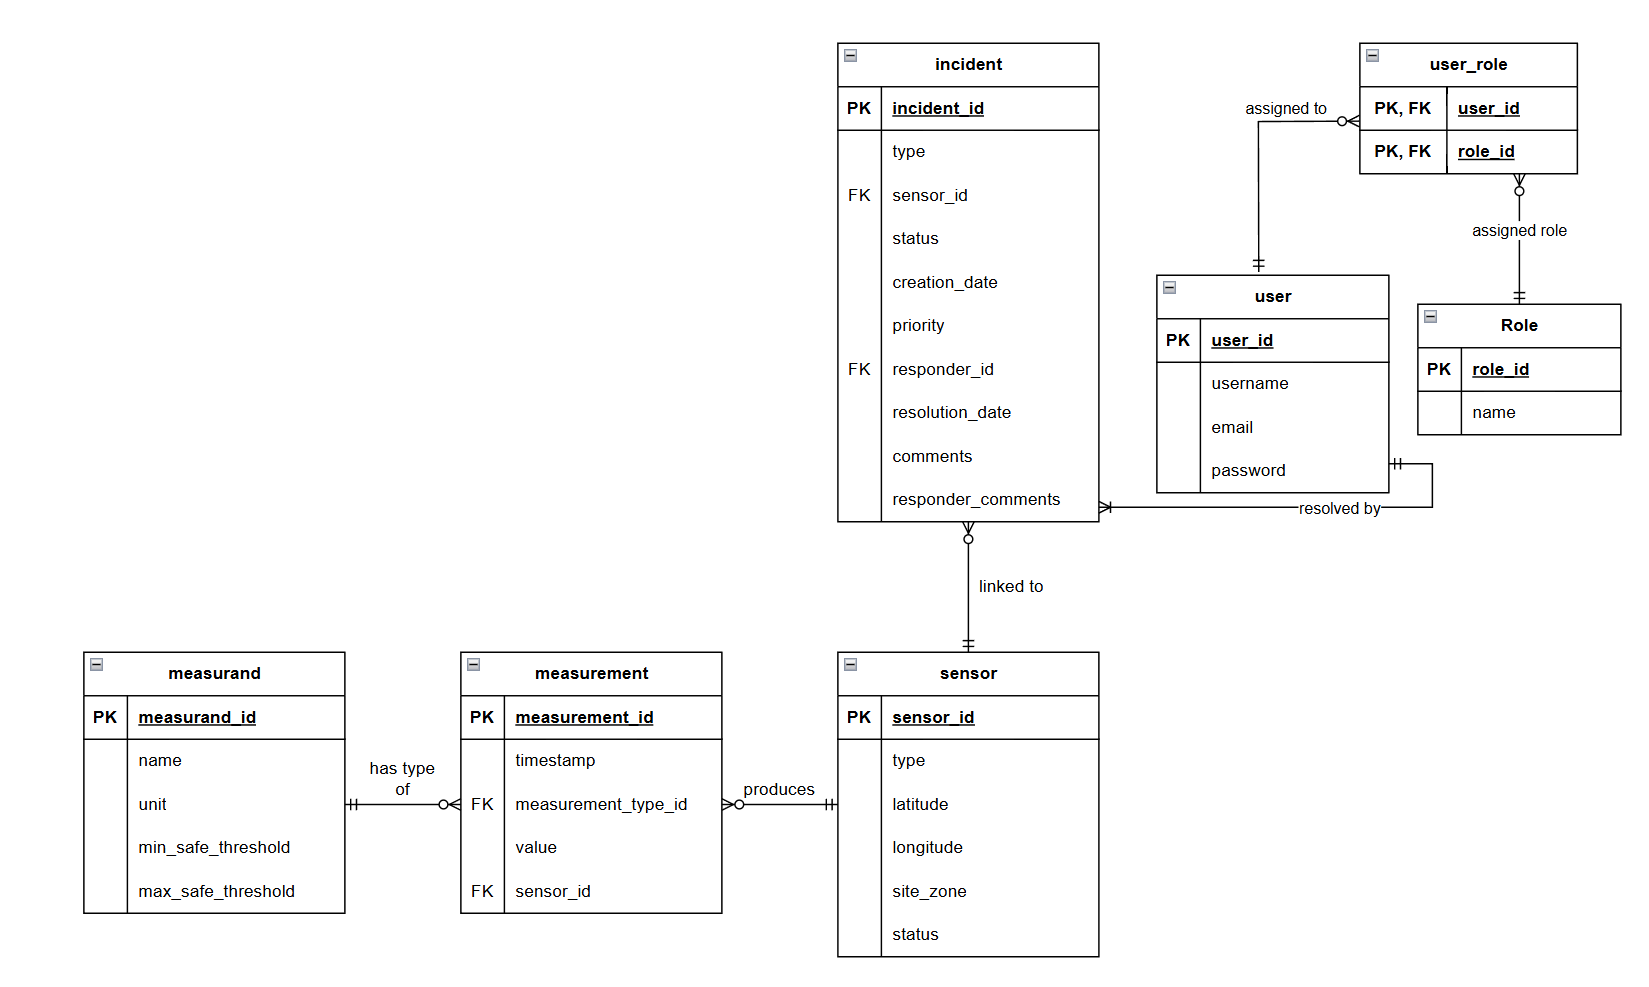 incident
PK incident_id
type
FK sensor_id
status
creation_date
priority
FK responder_id
resolution_date
comments
responder_comments
user_role
PK, FK user_id
PK, FK role_id
assigned to
assigned role
user
PK user_id
username
email
password
Role
PK role_id
name
resolved by
linked to
measurand
PK measurand_id
name
unit
min_safe_threshold
max_safe_threshold
has type
of
measurement
PK measurement_id
timestamp
FK measurement_type_id
value
FK sensor_id
produces
sensor
PK sensor_id
type
latitude
longitude
site_zone
status